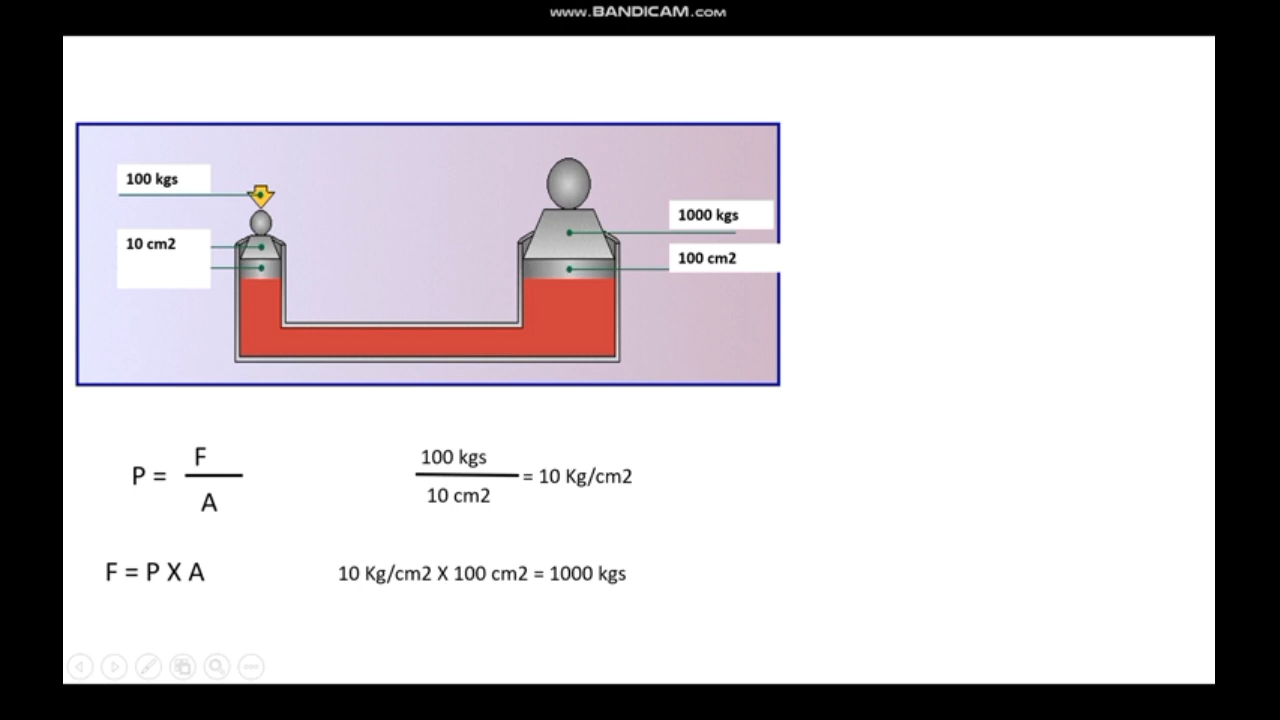 www.BANDICAM.com
100 kgs
10 cm2
1000 kgs
100 cm2
P = F
A
100 kgs
10 cm2
= 10 Kg/cm2
F = P X A
10 Kg/cm2 X 100 cm2 = 1000 kgs